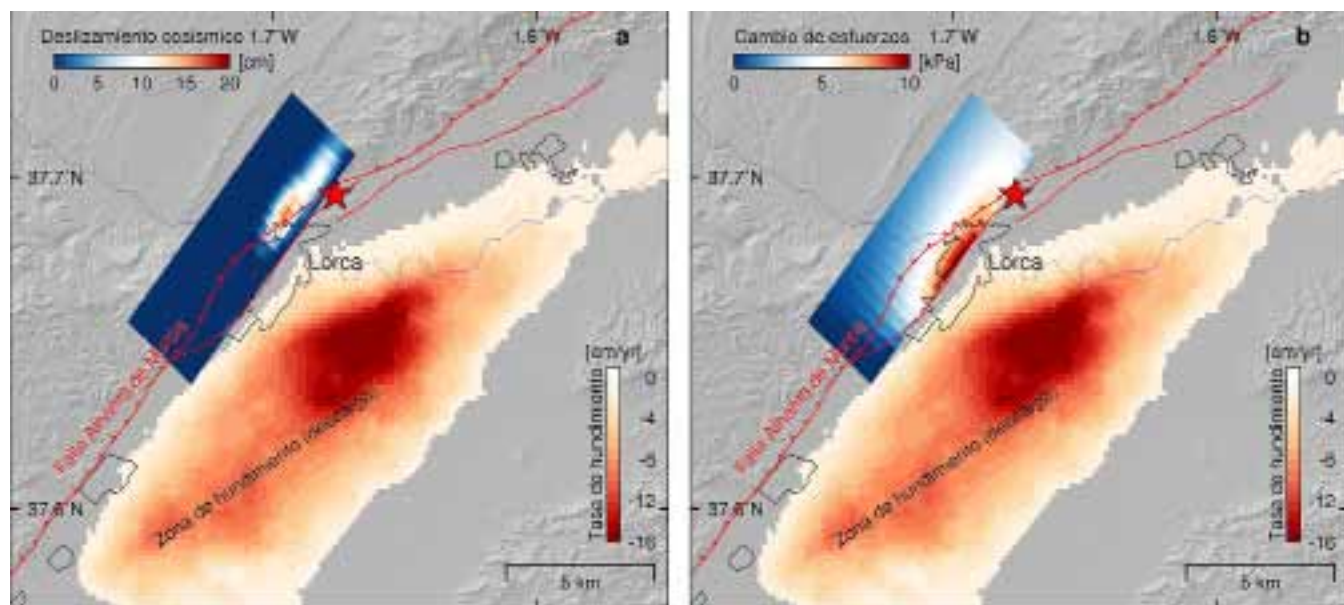 Deslizamiento cosísmico 1.7°W
1.6°W
a
[cm]
0 5 10 15 20
37.7°N
Lorca
[cm/yr]
0
-4
-8
-12
-16
Tasa de hundimiento
Falla Alhama de Murcia
Zona de hundimiento (descarga)
37.6°N
5 km
Cambio de esfuerzos 1.7°W
1.6°W
b
[kPa]
0 5 10
37.7°N
Lorca
[cm/yr]
0
-4
-8
-12
-16
Tasa de hundimiento
Falla Alhama de Murcia
Zona de hundimiento (descarga)
37.6°N
5 km